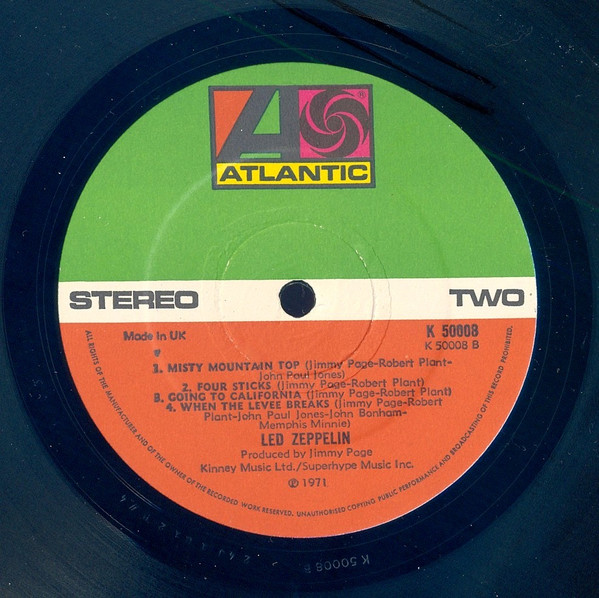 ®
ATLANTIC
STEREO TWO
Made in UK
K 50008
K 50008 B
1. MISTY MOUNTAIN TOP (Jimmy Page-Robert Plant-
John Paul Jones)
2. FOUR STICKS (Jimmy Page-Robert Plant)
3. GOING TO CALIFORNIA (Jimmy Page-Robert Plant)
4. WHEN THE LEVEE BREAKS (Jimmy Page-Robert
Plant-John Paul Jones-John Bonham-
Memphis Minnie)
LED ZEPPELIN
Produced by Jimmy Page
Kinney Music Ltd./Superhype Music Inc.
℗ 1971
ALL RIGHTS OF THE MANUFACTURER AND OF THE OWNER OF THE RECORDED WORK RESERVED. UNAUTHORISED COPYING PUBLIC PERFORMANCE AND BROADCASTING OF THIS RECORD PROHIBITED.
K 50008 B